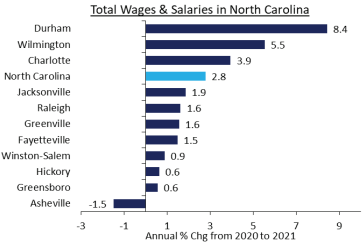 Total Wages & Salaries in North Carolina
Durham 8.4
Wilmington 5.5
Charlotte 3.9
North Carolina 2.8
Jacksonville 1.9
Raleigh 1.6
Greenville 1.6
Fayetteville 1.5
Winston-Salem 0.9
Hickory 0.6
Greensboro 0.6
Asheville -1.5
-3 -1 1 3 5 7 9
Annual % Chg from 2020 to 2021